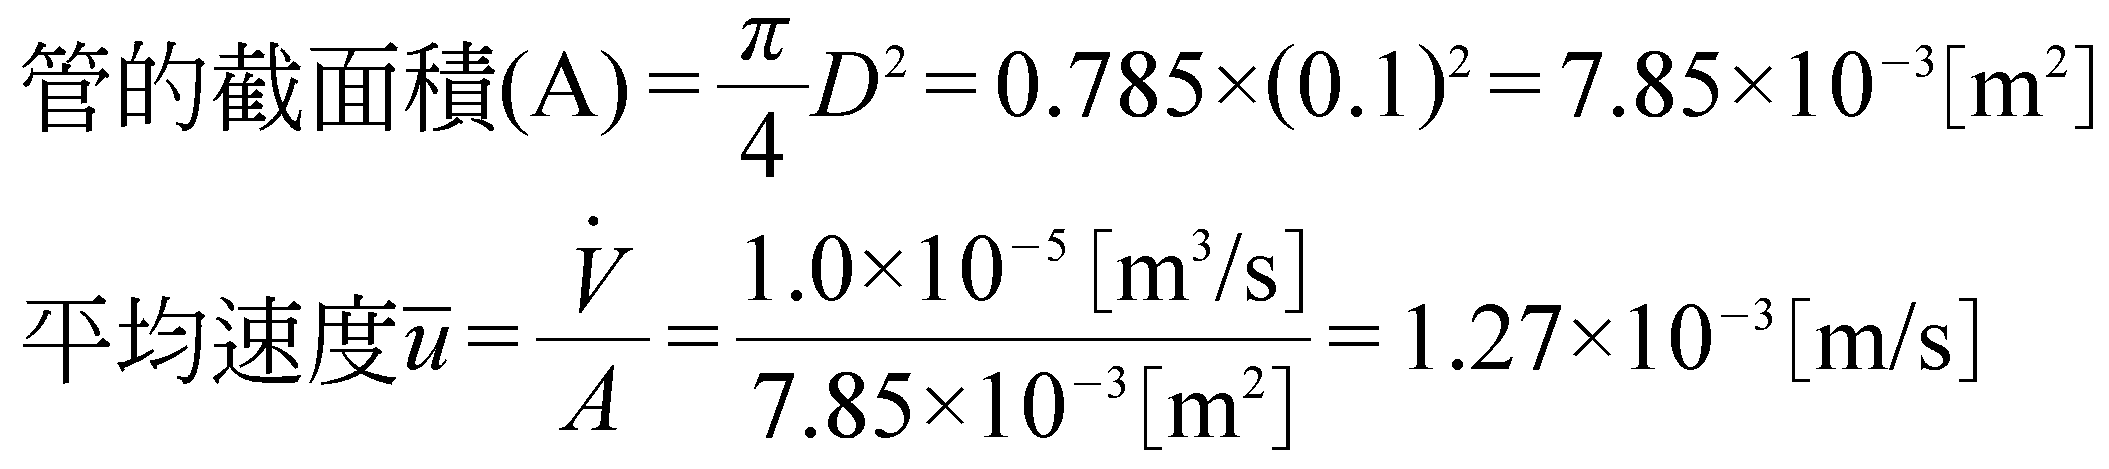 管的截面積(A) = π/4 D² = 0.785×(0.1)² = 7.85×10⁻³[m²]
平均速度u̅ = V̇/A = 1.0×10⁻⁵ [m³/s] / 7.85×10⁻³[m²] = 1.27×10⁻³[m/s]